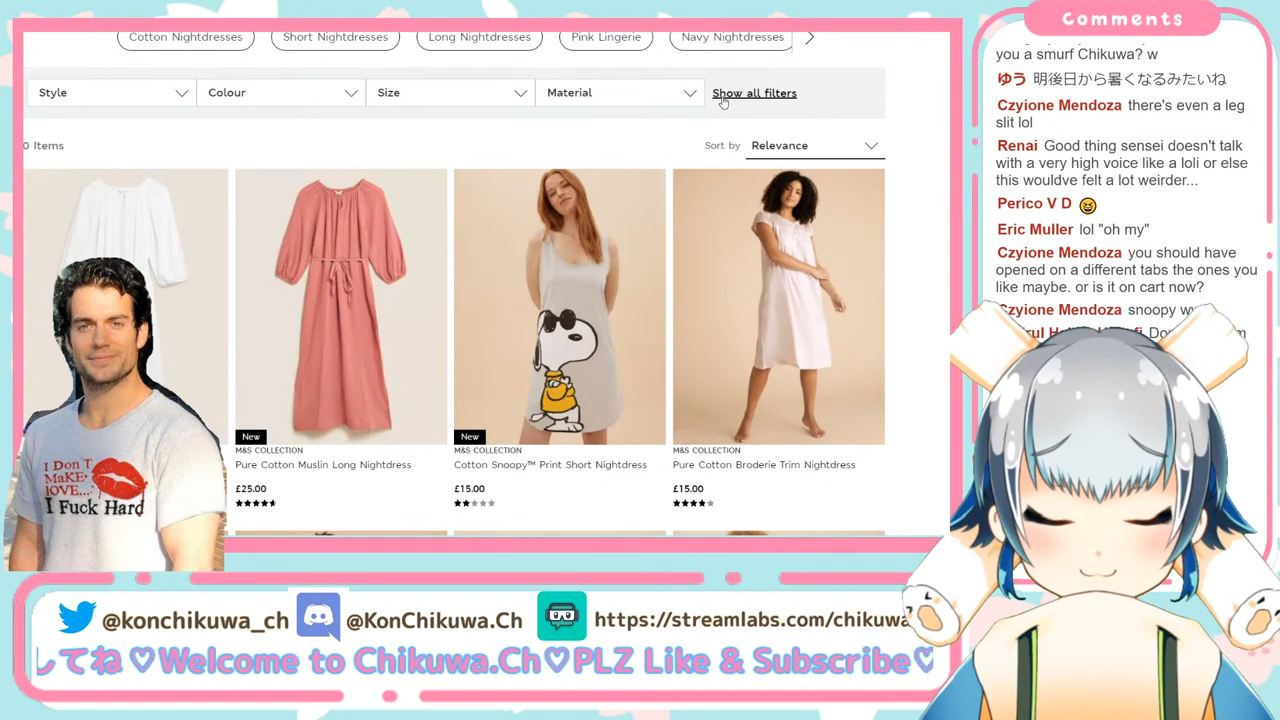 Cotton Nightdresses
Short Nightdresses
Long Nightdresses
Pink Lingerie
Navy Nightdresses
Style
Colour
Size
Material
Show all filters
0 Items
Sort by
Relevance
New
M&S COLLECTION
Pure Cotton Muslin Long Nightdress
£25.00
New
M&S COLLECTION
Cotton Snoopy™ Print Short Nightdress
£15.00
M&S COLLECTION
Pure Cotton Broderie Trim Nightdress
£15.00
I DON'T
MAKE
LOVE...
I Fuck Hard
Comments
you a smurf Chikuwa? w
ゆう 明後日から暑くなるみたいね
Czyione Mendoza there's even a leg
slit lol
Renai Good thing sensei doesn't talk
with a very high voice like a loli or else
this wouldve felt a lot weirder...
Perico V D
Eric Muller lol "oh my"
Czyione Mendoza you should have
opened on a different tabs the ones you
like maybe. or is it on cart now?
Czyione Mendoza snoopy
@konchikuwa_ch
@KonChikuwa.Ch
https://streamlabs.com/chikuwa
してね♡Welcome to Chikuwa.Ch♡PLZ Like & Subscribe♡